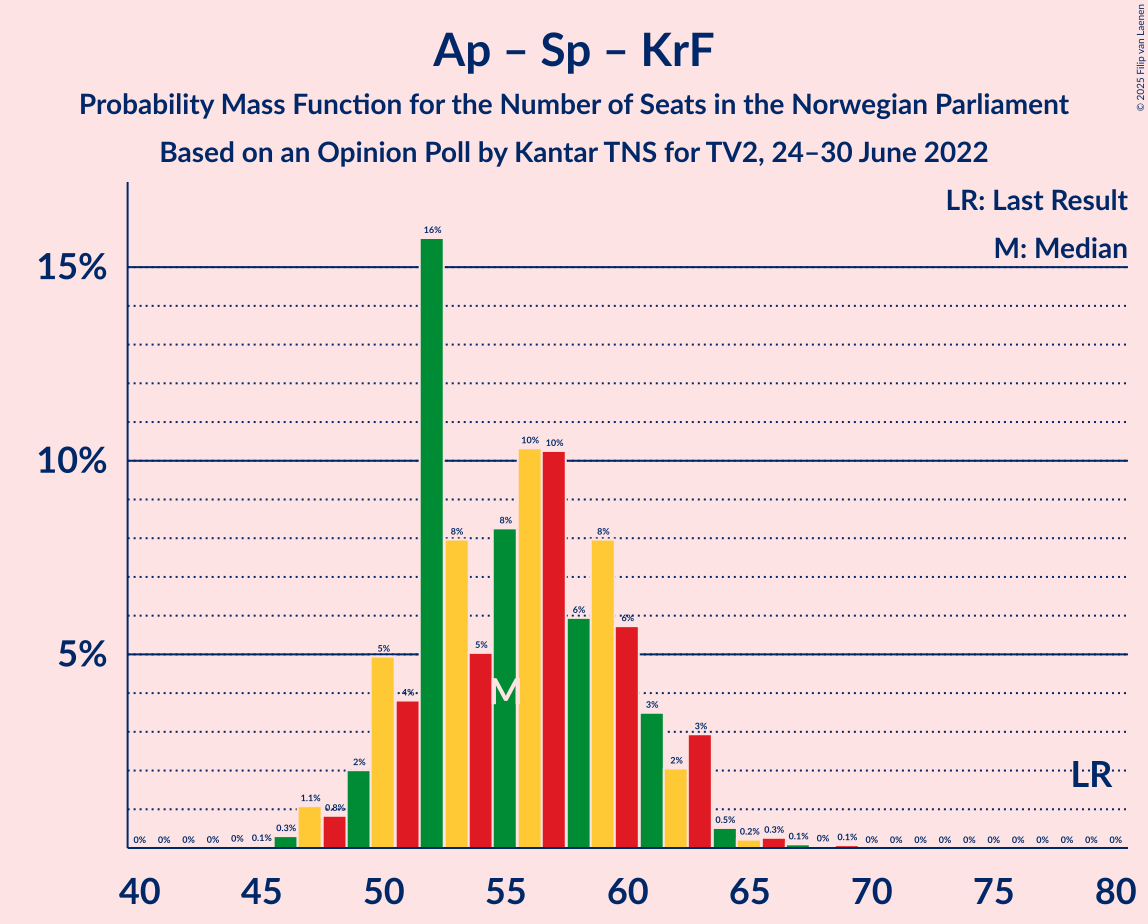 Ap – Sp – KrF
Probability Mass Function for the Number of Seats in the Norwegian Parliament
Based on an Opinion Poll by Kantar TNS for TV2, 24–30 June 2022
© 2025 Filip van Laenen
LR: Last Result
M: Median
15%
10%
5%
0% 0% 0% 0% 0% 0.1% 0.3% 1.1% 0.8% 2% 5% 4% 16% 8% 5% 8% 10% 10% 6% 8% 6% 3% 2% 3% 0.5% 0.2% 0.3% 0.1% 0% 0.1% 0% 0% 0% 0% 0% 0% 0% 0% 0% 0% 0%
M
LR
40 45 50 55 60 65 70 75 80